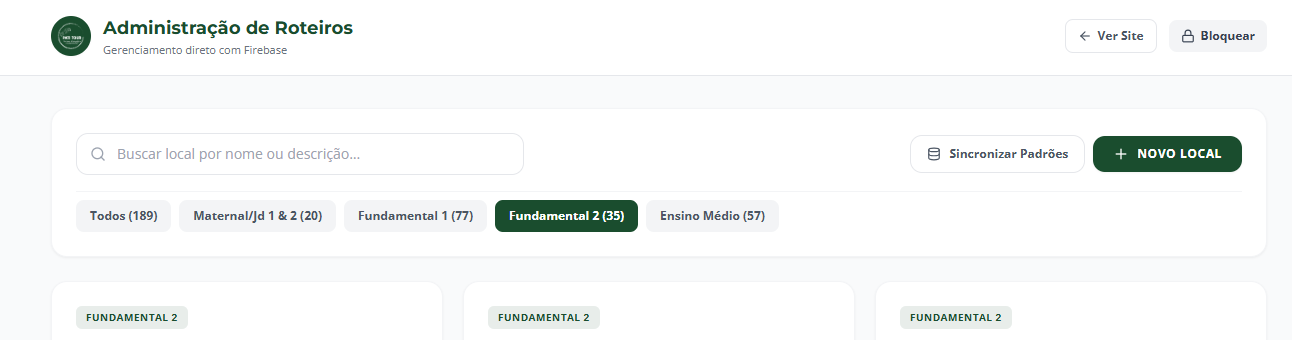 Administração de Roteiros
Gerenciamento direto com Firebase
Ver Site
Bloquear
Buscar local por nome ou descrição...
Sincronizar Padrões
NOVO LOCAL
Todos (189)
Maternal/Jd 1 & 2 (20)
Fundamental 1 (77)
Fundamental 2 (35)
Ensino Médio (57)
FUNDAMENTAL 2
FUNDAMENTAL 2
FUNDAMENTAL 2